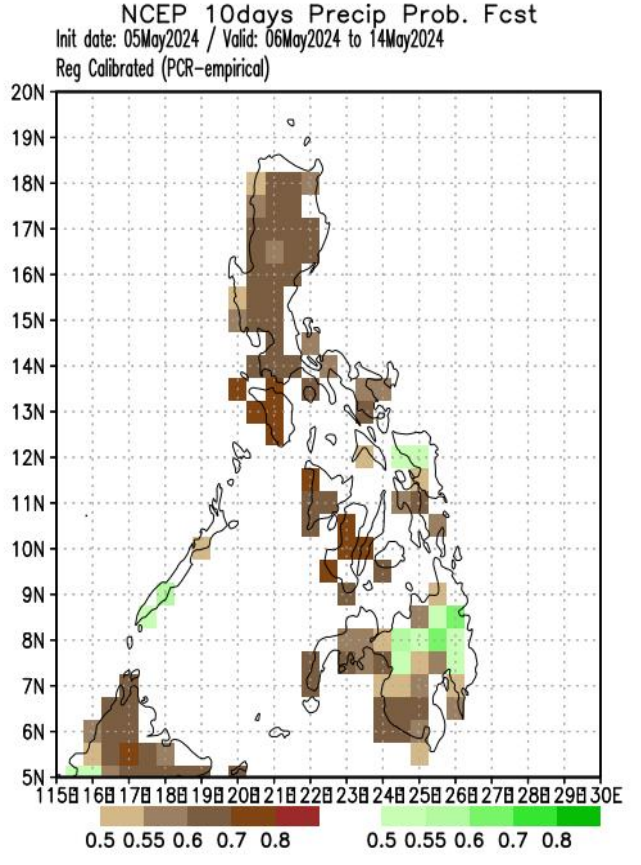 NCEP 10days Precip Prob. Fcst
Init date: 05May2024 / Valid: 06May2024 to 14May2024
Reg Calibrated (PCR-empirical)
20N
19N
18N
17N
16N
15N
14N
13N
12N
11N
10N
9N
8N
7N
6N
5N
115E 116E 117E 118E 119E 120E 121E 122E 123E 124E 125E 126E 127E 128E 129E 130E
0.5 0.55 0.6 0.7 0.8 0.5 0.55 0.6 0.7 0.8